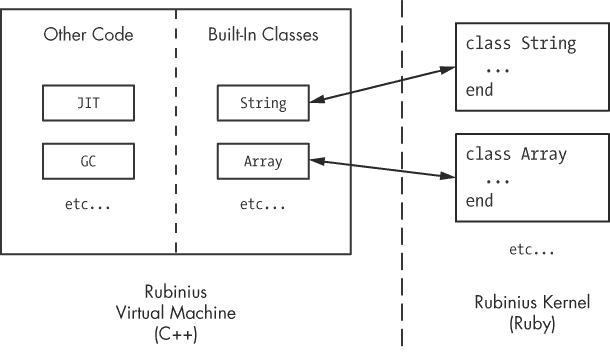 Other Code
JIT
GC
etc...
Built-In Classes
String
Array
etc...
Rubinius
Virtual Machine
(C++)
class String
...
end
class Array
...
end
etc...
Rubinius Kernel
(Ruby)